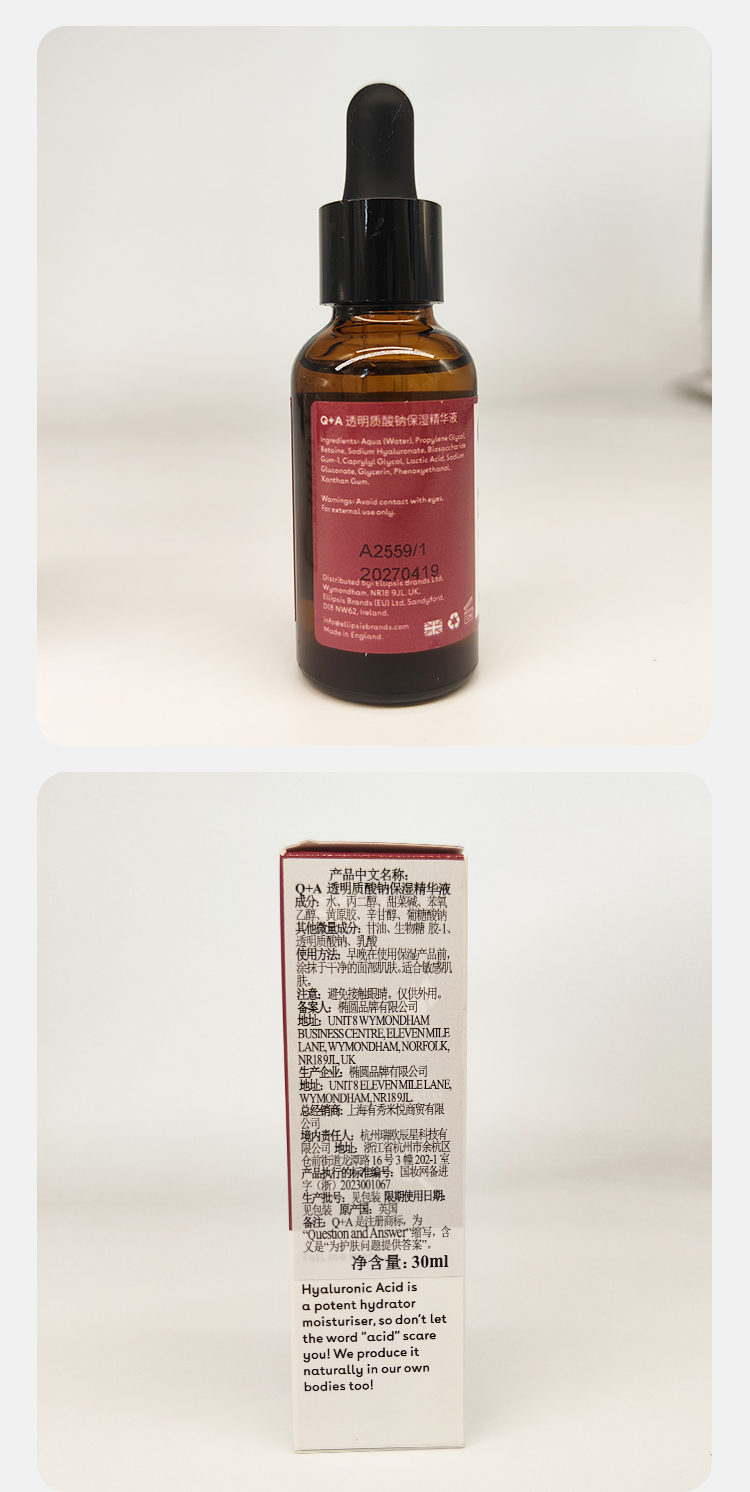 Q+A 透明质酸钠保湿精华液
Ingredients: Aqua (Water), Propylene Glycol,
Betaine, Sodium Hyaluronate, Biosaccharide
Gum-1, Caprylyl Glycol, Lactic Acid, Sodium
Gluconate, Glycerin, Phenoxyethanol,
Xanthan Gum.
Warnings: Avoid contact with eyes.
For external use only.
A2559/1
20270419
Distributed by: Ellipsis Brands Ltd,
Wymondham, NR18 9JL, UK.
Ellipsis Brands (EU) Ltd, Sandyford,
D18 NW62, Ireland.
info@ellipsisbrands.com
Made in England.
产品中文名称:
Q+A 透明质酸钠保湿精华液
成分: 水、丙二醇、甜菜碱、苯氧
乙醇、黄原胶、辛甘醇、葡糖酸钠
其他微量成分: 甘油、生物糖 胶-1、
透明质酸钠、乳酸
使用方法: 早晚在使用保湿产品前,
涂抹于干净的面部肌肤。适合敏感肌
肤。
注意: 避免接触眼睛。仅供外用。
备案人: 椭圆品牌有限公司
地址: UNIT 8 WYMONDHAM
BUSINESS CENTRE, ELEVEN MILE
LANE, WYMONDHAM, NORFOLK,
NR18 9JL, UK
生产企业: 椭圆品牌有限公司
地址: UNIT 8 ELEVEN MILE LANE,
WYMONDHAM, NR18 9JL.
总经销商: 上海有秀米悦商贸有限
公司
境内责任人: 杭州瑞欧辰星科技有
限公司 地址: 浙江省杭州市余杭区
仓前街道龙潭路 16 号 3 幢 202-1 室
产品执行的标准编号: 国妆网备进
字（浙）2023001067
生产批号: 见包装 限期使用日期:
见包装 原产国: 英国
备注: Q+A 是注册商标，为
“Question and Answer”缩写，含
义是“为护肤问题提供答案”。
净含量: 30ml
Hyaluronic Acid is
a potent hydrator
moisturiser, so don't let
the word “acid” scare
you! We produce it
naturally in our own
bodies too!